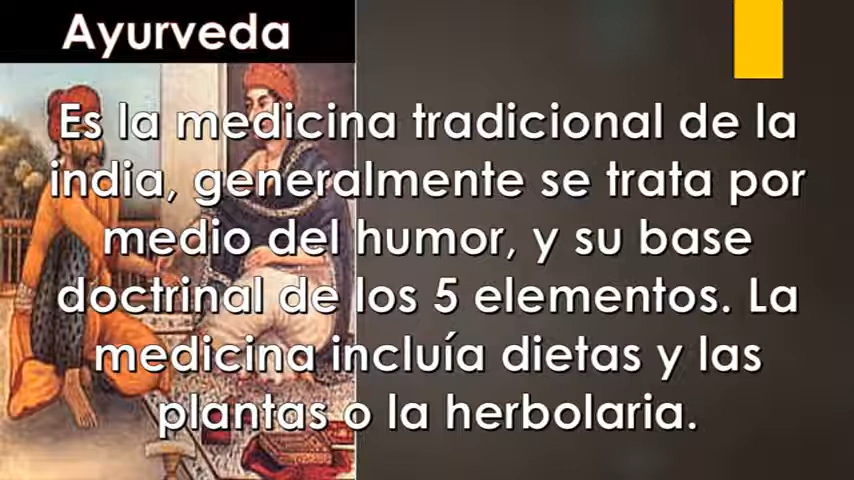 Ayurveda
Es la medicina tradicional de la
india, generalmente se trata por
medio del humor, y su base
doctrinal de los 5 elementos. La
medicina incluía dietas y las
plantas o la herbolaria.